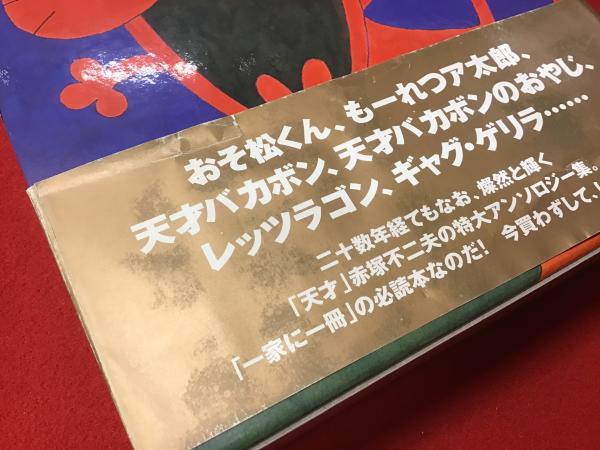 おそ松くん、もーれつア太郎、
天才バカボン、天才バカボンのおやじ、
レッツラゴン、ギャグ・ゲリラ……
二十数年経てもなお、燦然と輝く
「天才」赤塚不二夫の特大アンソロジー集。
「一家に一冊」の必読本なのだ! 今買わずして、い